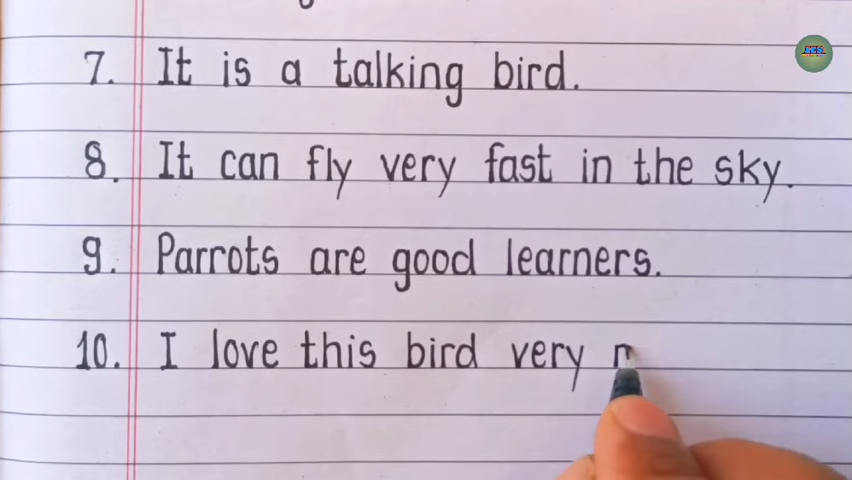 7. It is a talking bird.
8. It can fly very fast in the sky.
9. Parrots are good learners.
10. I love this bird very